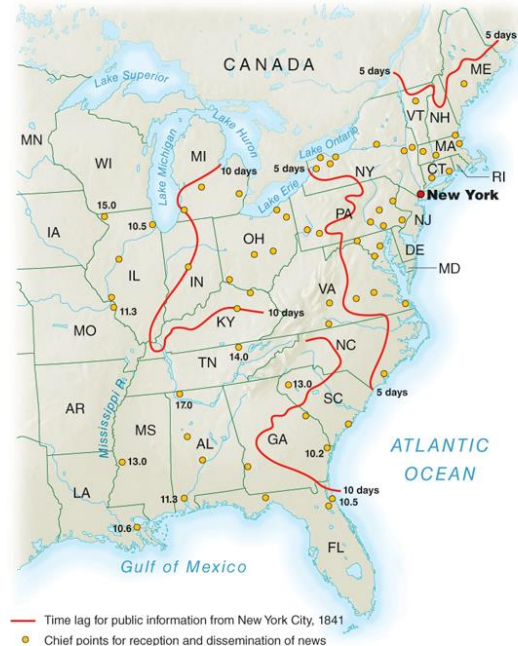 CANADA
Lake Superior
Lake Michigan
Lake Huron
Lake Ontario
Lake Erie
5 days
5 days
ME
VT
NH
MN
WI
MI
10 days
5 days
NY
MA
CT
RI
New York
15.0
10.5
IA
PA
NJ
OH
DE
MD
IL
IN
11.3
MO
VA
KY
10 days
14.0
TN
NC
13.0
5 days
17.0
SC
AR
Mississippi R.
MS
AL
GA
10.2
13.0
ATLANTIC
OCEAN
LA
11.3
10 days
10.5
10.6
FL
Gulf of Mexico
Time lag for public information from New York City, 1841
Chief points for reception and dissemination of news